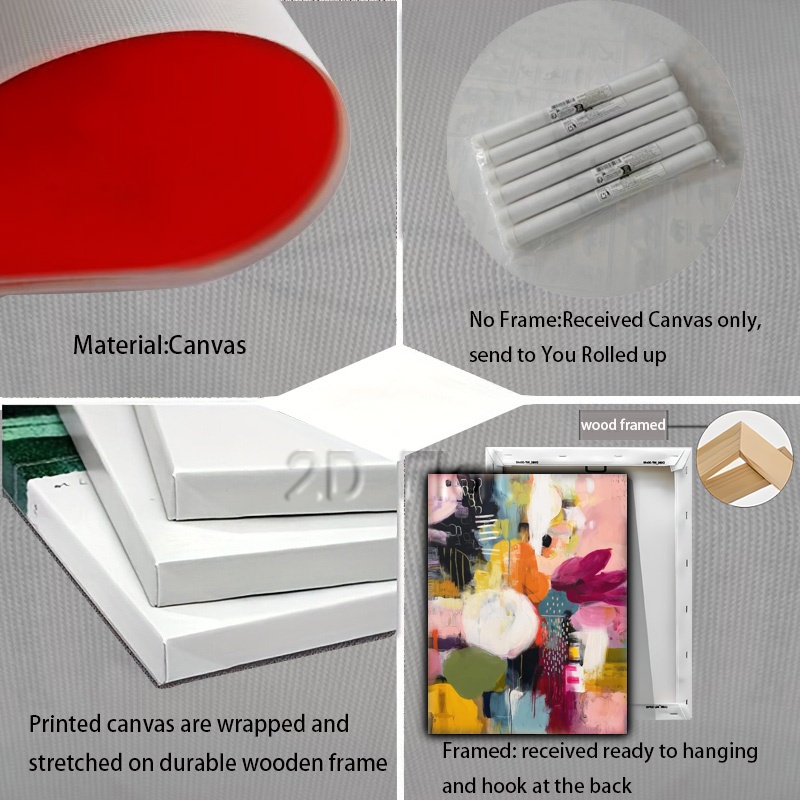 Material:Canvas
No Frame:Received Canvas only,
send to You Rolled up
wood framed
2D
Printed canvas are wrapped and
stretched on durable wooden frame
Framed: received ready to hanging
and hook at the back